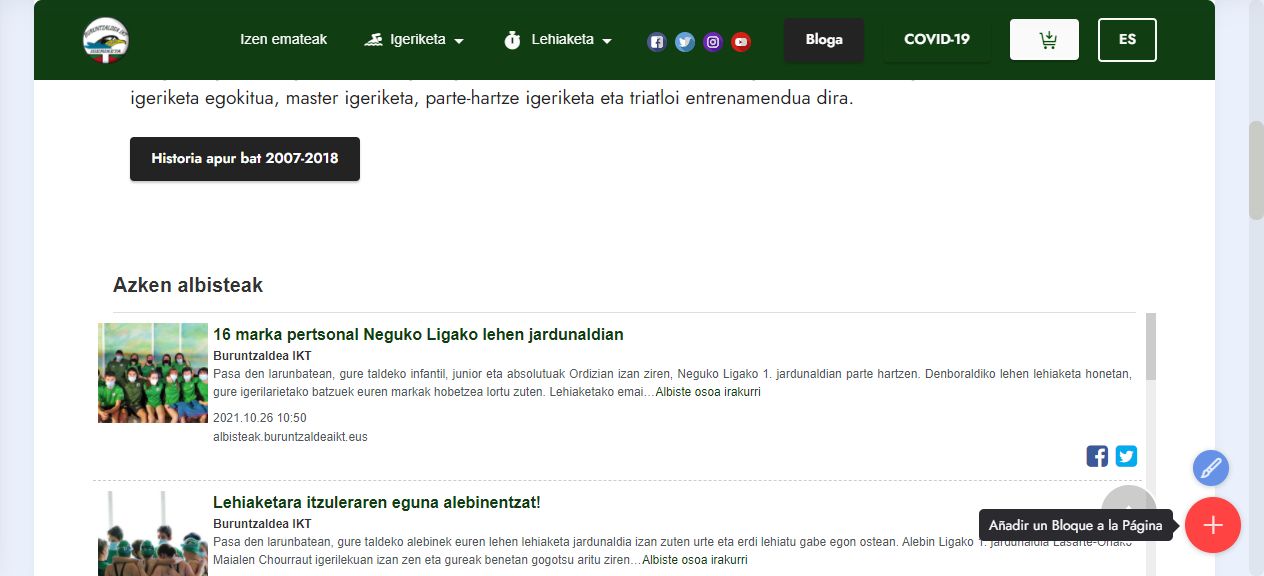 Izen emateak
Igeriketa
Lehiaketa
Bloga
COVID-19
ES
igeriketa egokitua, master igeriketa, parte-hartze igeriketa eta triatloi entrenamendua dira.
Historia apur bat 2007-2018
Azken albisteak
16 marka pertsonal Neguko Ligako lehen jardunaldian
Buruntzaldea IKT
Pasa den larunbatean, gure taldeko infantil, junior eta absolutuak Ordizian izan ziren, Neguko Ligako 1. jardunaldian parte hartzen. Denboraldiko lehen lehiaketa honetan,
gure igerilarietako batzuek euren markak hobetzea lortu zuten. Lehiaketako emai…Albiste osoa irakurri
2021.10.26 10:50
albisteak.buruntzaldeaikt.eus
Lehiaketara itzuleraren eguna alebinentzat!
Buruntzaldea IKT
Pasa den larunbatean, gure taldeko alebinek euren lehen lehiaketa jardunaldia izan zuten urte eta erdi lehiatu gabe egon ostean. Alebin Ligako 1. jardunaldia Lasarte-Oriako
Maialen Chourraut igerilekuan izan zen eta gureak benetan gogotsu aritu ziren…Albiste osoa irakurri
Añadir un Bloque a la Página